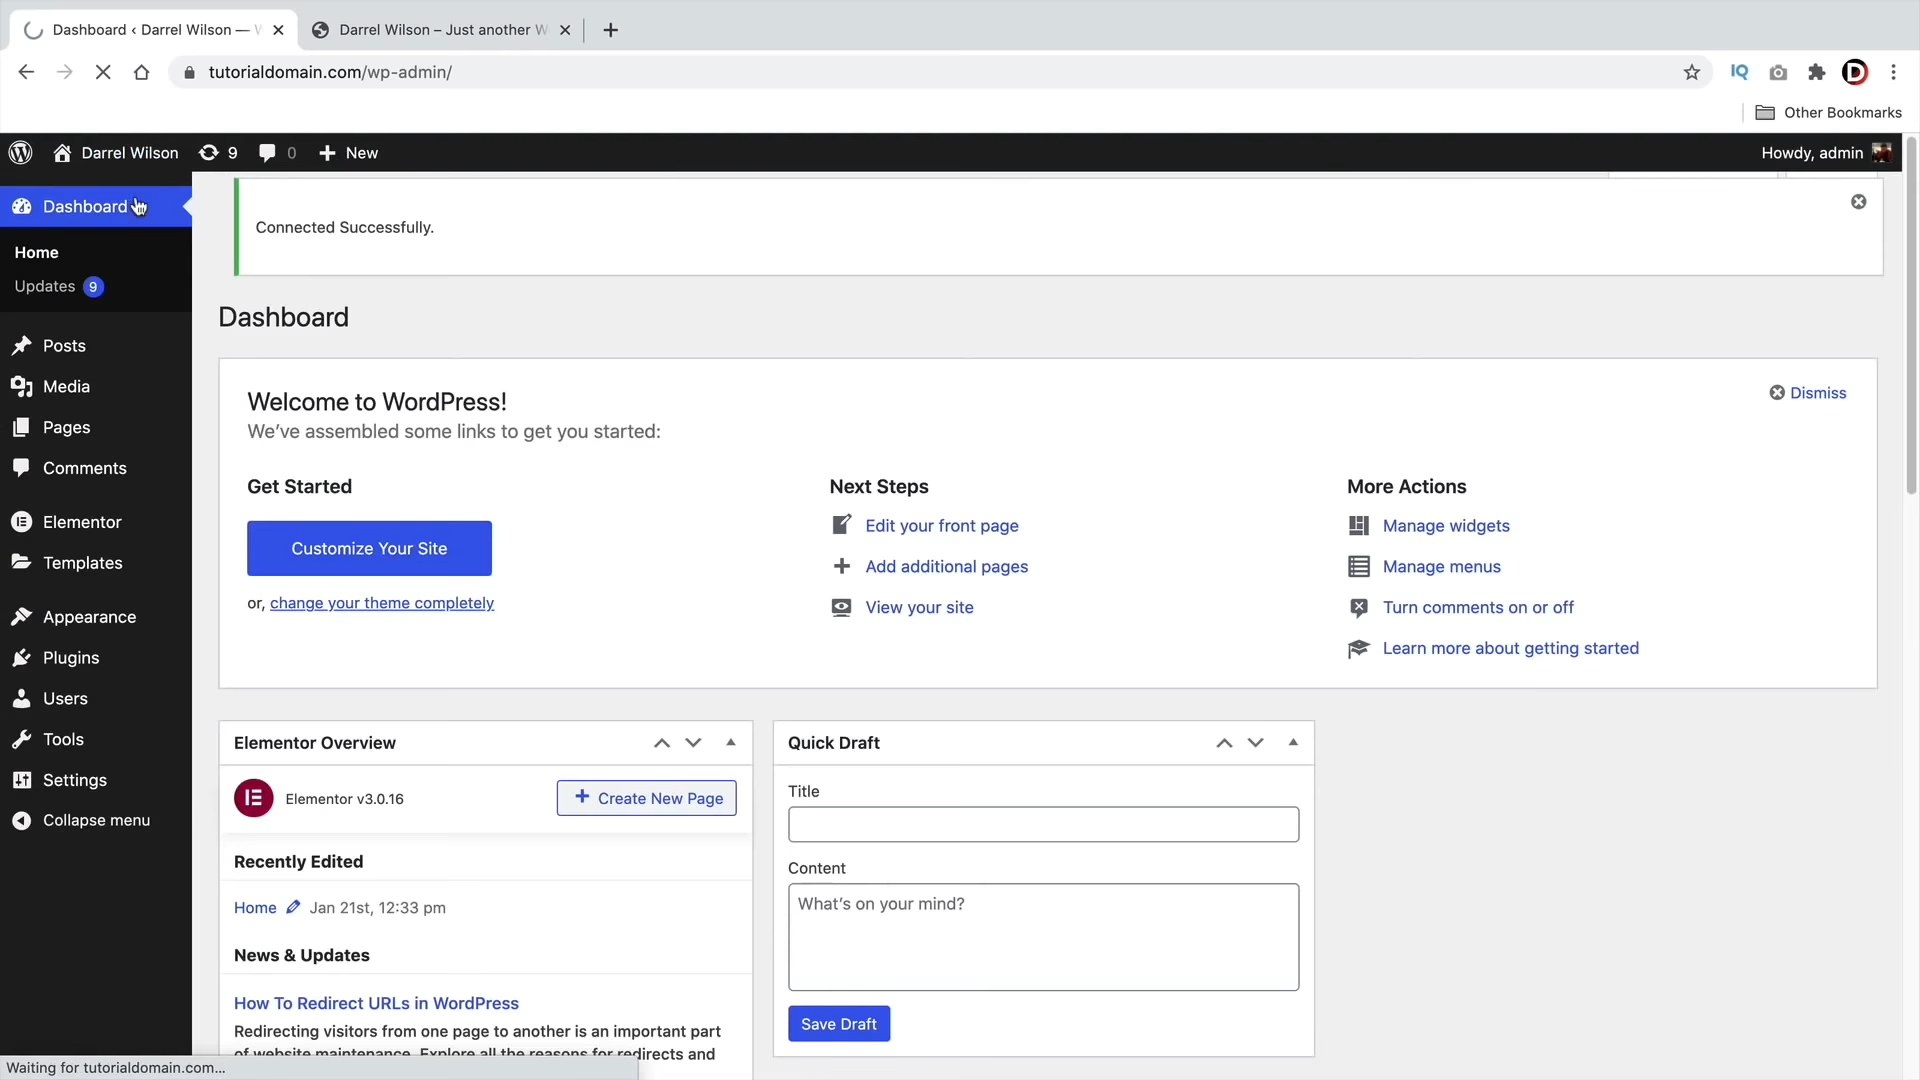 Dashboard ‹ Darrel Wilson —
Darrel Wilson – Just another W
tutorialdomain.com/wp-admin/
IQ
D
Other Bookmarks
Darrel Wilson
9
0
New
Howdy, admin
Dashboard
Home
Updates 9
Posts
Media
Pages
Comments
Elementor
Templates
Appearance
Plugins
Users
Tools
Settings
Collapse menu
Connected Successfully.
Dashboard
Welcome to WordPress!
We've assembled some links to get you started:
Dismiss
Get Started
Customize Your Site
or, change your theme completely
Next Steps
Edit your front page
Add additional pages
View your site
More Actions
Manage widgets
Manage menus
Turn comments on or off
Learn more about getting started
Elementor Overview
Elementor v3.0.16
Create New Page
Recently Edited
Home Jan 21st, 12:33 pm
News & Updates
How To Redirect URLs in WordPress
Redirecting visitors from one page to another is an important part
of website maintenance. Explore all the reasons for redirects and
Quick Draft
Title
Content
What's on your mind?
Save Draft
Waiting for tutorialdomain.com...